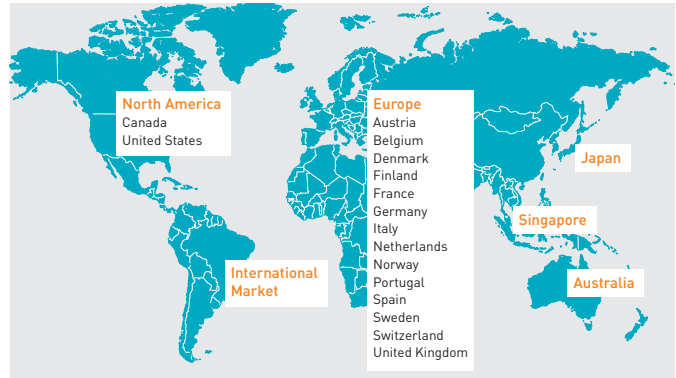 North America
Canada
United States
Europe
Austria
Belgium
Denmark
Finland
France
Germany
Italy
Netherlands
Norway
Portugal
Spain
Sweden
Switzerland
United Kingdom
Japan
Singapore
International
Market
Australia